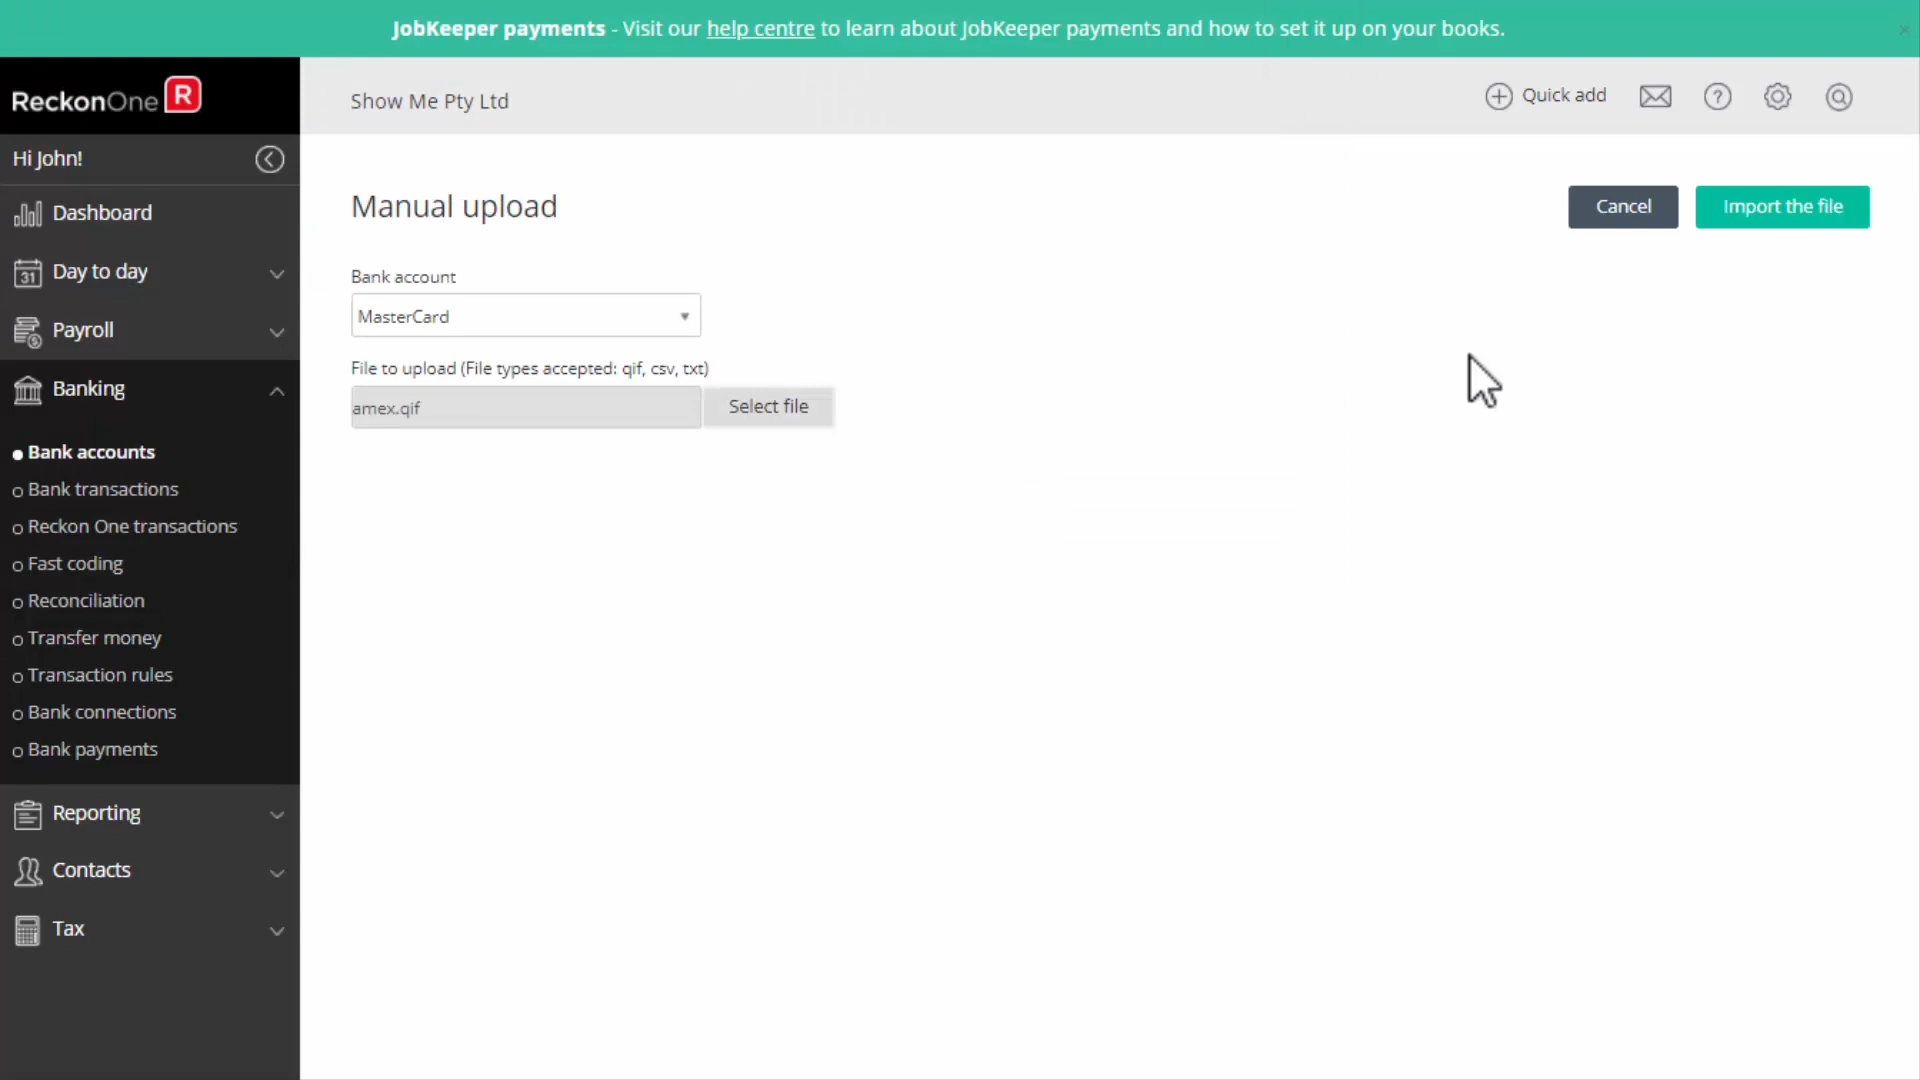 JobKeeper payments - Visit our help centre to learn about JobKeeper payments and how to set it up on your books.
ReckonOne R
Show Me Pty Ltd
Quick add
Hi John!
Dashboard
31 Day to day
Payroll
Banking
Bank accounts
Bank transactions
Reckon One transactions
Fast coding
Reconciliation
Transfer money
Transaction rules
Bank connections
Bank payments
Reporting
Contacts
Tax
Manual upload
Cancel
Import the file
Bank account
MasterCard
File to upload (File types accepted: qif, csv, txt)
amex.qif
Select file